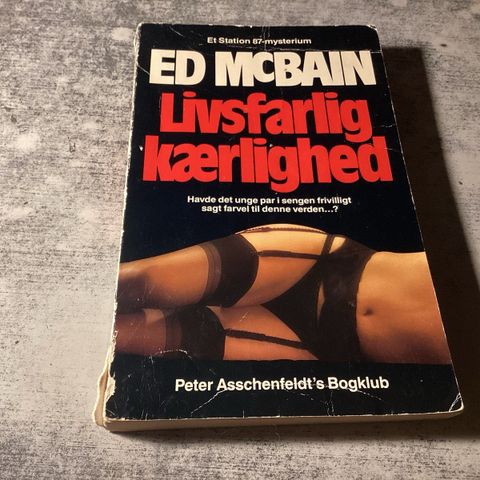 Et Station 87-mysterium
ED McBAIN
Livsfarlig
kærlighed
Havde det unge par i sengen frivilligt
sagt farvel til denne verden...?
Peter Asschenfeldt's Bogklub